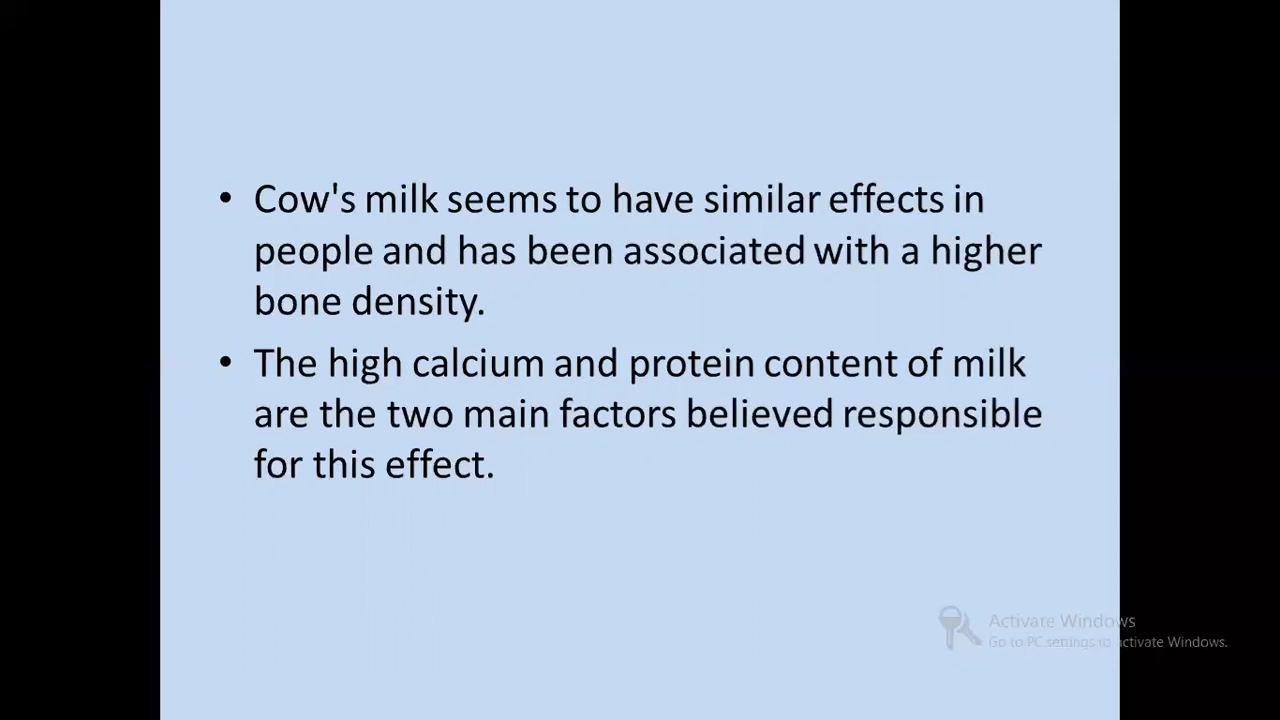 • Cow's milk seems to have similar effects in
people and has been associated with a higher
bone density.
• The high calcium and protein content of milk
are the two main factors believed responsible
for this effect.
Activate Windows
Go to PC settings to activate Windows.